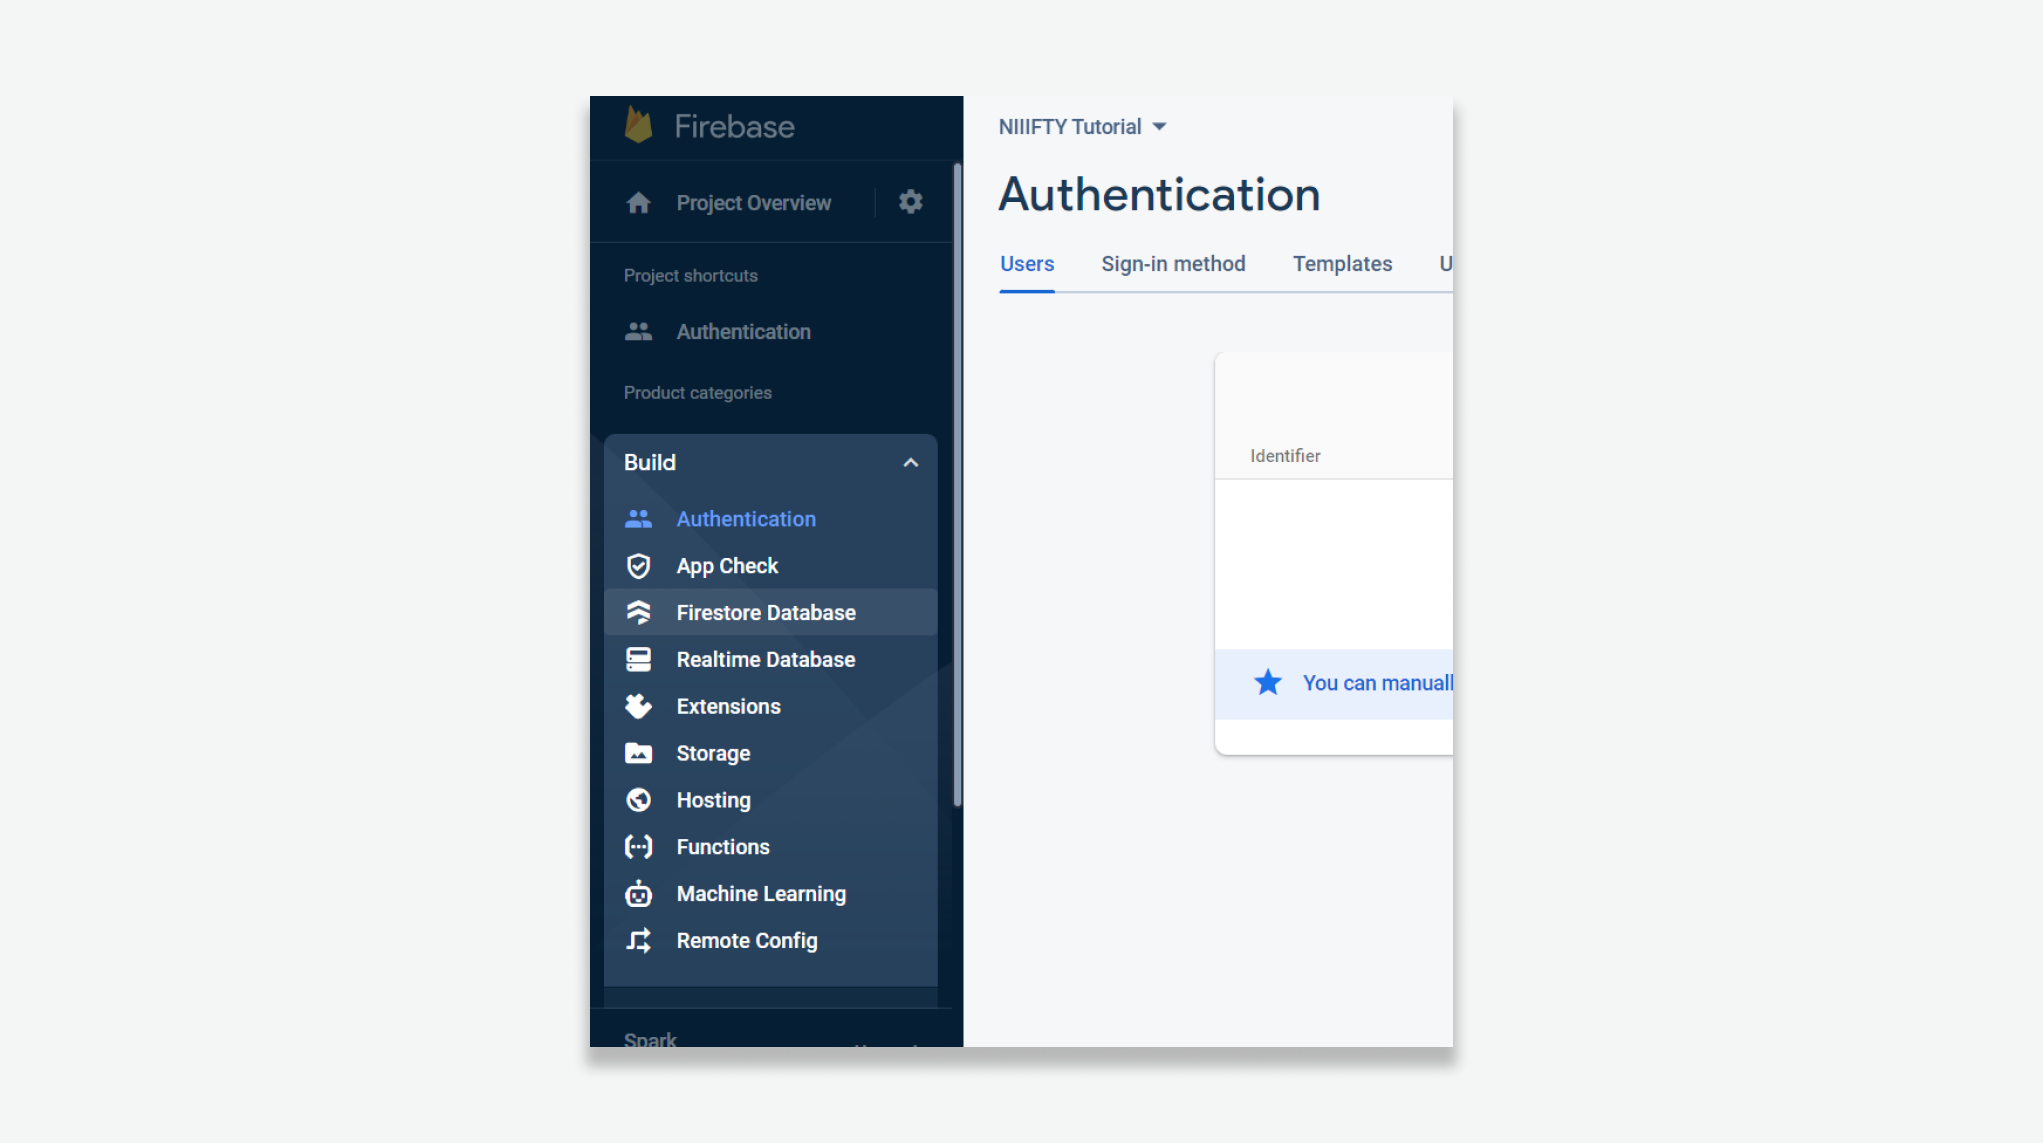 Firebase
Project Overview
Project shortcuts
Authentication
Product categories
Build
Authentication
App Check
Firestore Database
Realtime Database
Extensions
Storage
Hosting
Functions
Machine Learning
Remote Config
Spark
NIIIFTY Tutorial
Authentication
Users Sign-in method Templates U
Identifier
You can manuall